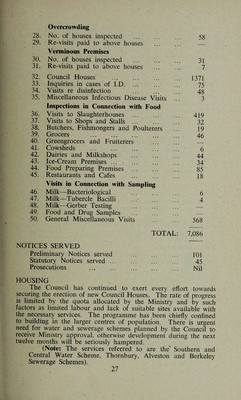 Overcrowding
28. No. of houses inspected ... ... ... 58
29. Re-visits paid to above houses ... ... —
Verminous Premises
30. No. of houses inspected ... ... ... 31
31. Re-visits paid to above houses ... ... 7
32. Council Houses ... ... ... ... 1371
33. Inquiries in cases of I.D. ... ... ... 75
34. Visits re disinfection ... ... ... 48
35. Miscellaneous Infectious Disease Visits ... 3
Inspections in Connection with Food
36. Visits to Slaughterhouses ... ... ... 419
37. Visits to Shops and Stalls ... ... ... 32
38. Butchers, Fishmongers and Poulterers ... 19
39. Grocers ... ... ... ... ... 46
40. Greengrocers and Fruiterers ... ... —
41. Cowsheds ... ... ... ... ... 6
42. Dairies and Milkshops ... ... ... 44
43. Ice-Cream Premises ... ... ... ... 34
44. Food Preparing Premises ... ... ... 85
45. Restaurants and Cafes ... ... ... 18
Visits in Connection with Sampling
46. Milk—Bacteriological ... ... ... 6
47. Milk—Tubercle Bacilli ... ... ... 4
48. Milk—Gerber Testing ... ... ... —
49. Food and Drug Samples ... ... ... —
50. General Miscellaneous Visits ... ... 568
TOTAL: 7,086
NOTICES SERVED
Preliminary Notices served ... ... 101
Statutory Notices served ... ... ... 45
Prosecutions ... ... ... ... Nil
HOUSING
The Council has continued to exert every effort towards
securing the erection of new Council Houses. The rate of progress
is limited by the quota allocated by the Ministry and by such
factors as limited labour and lack of suitable sites available with
the necessary services. The programme has been chiefly confined
to building in the larger centres of population. There is urgent
need for water and sewerage schemes planned by the Council to
receive Ministry approval, otherwise development during the next
twelve months will be seriously hampered.
(Note: The services referred to are the Southern and
Central Water Scheme, Thornbury, Alveston and Berkeley
Sewerage Schemes).
27